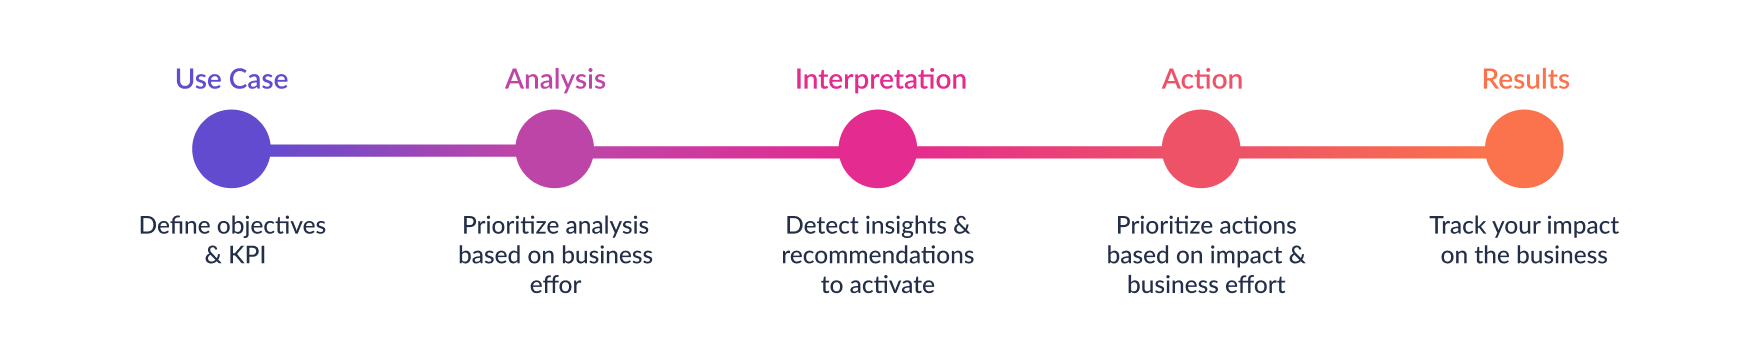 Use Case
Define objectives
& KPI
Analysis
Prioritize analysis
based on business
effor
Interpretation
Detect insights &
recommendations
to activate
Action
Prioritize actions
based on impact &
business effort
Results
Track your impact
on the business